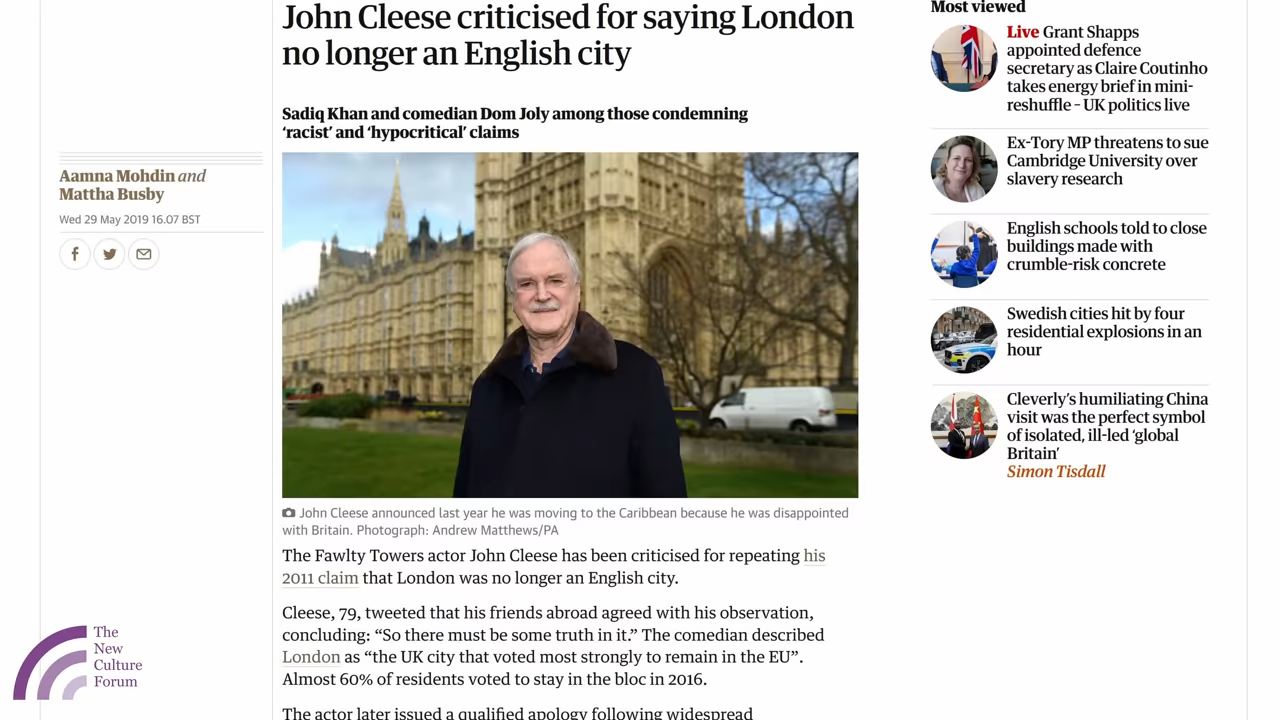 John Cleese criticised for saying London
no longer an English city
Sadiq Khan and comedian Dom Joly among those condemning
‘racist’ and ‘hypocritical’ claims
Aamna Mohdin and
Mattha Busby
Wed 29 May 2019 16.07 BST
John Cleese announced last year he was moving to the Caribbean because he was disappointed
with Britain. Photograph: Andrew Matthews/PA
The Fawlty Towers actor John Cleese has been criticised for repeating his
2011 claim that London was no longer an English city.
Cleese, 79, tweeted that his friends abroad agreed with his observation,
concluding: “So there must be some truth in it.” The comedian described
London as “the UK city that voted most strongly to remain in the EU”.
Almost 60% of residents voted to stay in the bloc in 2016.
The actor later issued a qualified apology following widespread
Most viewed
Live Grant Shapps
appointed defence
secretary as Claire Coutinho
takes energy brief in mini-
reshuffle – UK politics live
Ex-Tory MP threatens to sue
Cambridge University over
slavery research
English schools told to close
buildings made with
crumble-risk concrete
Swedish cities hit by four
residential explosions in an
hour
Cleverly’s humiliating China
visit was the perfect symbol
of isolated, ill-led ‘global
Britain’
Simon Tisdall
The
New
Culture
Forum